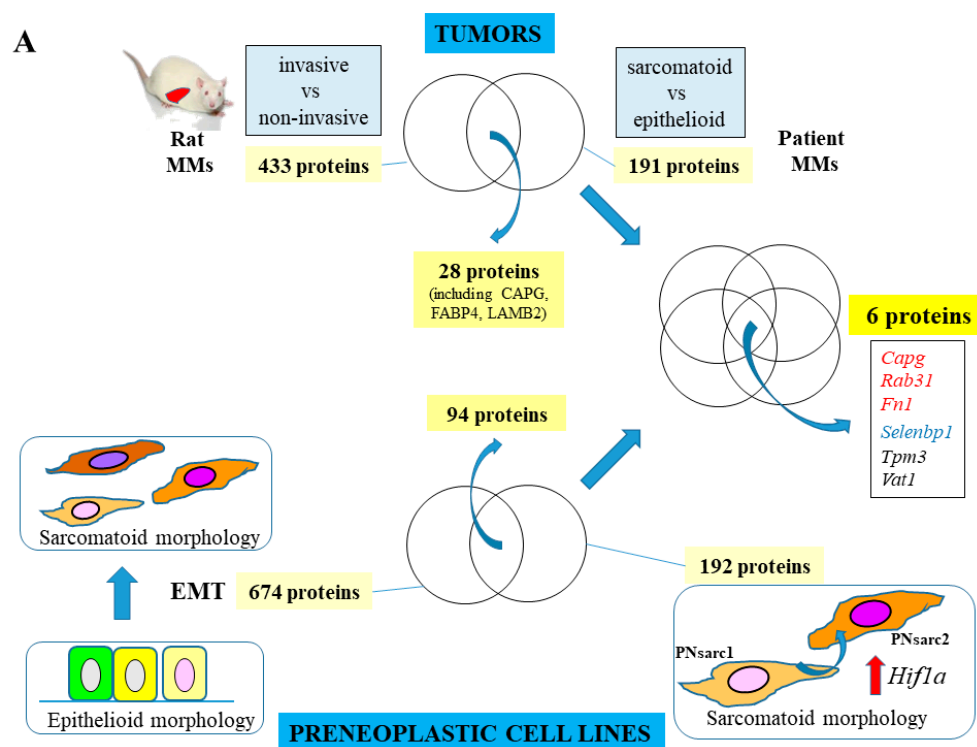 A
TUMORS
invasive
vs
non-invasive
sarcomatoid
vs
epithelioid
Rat
MMs
433 proteins
191 proteins
Patient
MMs
28 proteins
(including CAPG,
FABP4, LAMB2)
6 proteins
Capg
Rab31
Fn1
Selenbp1
Tpm3
Vat1
94 proteins
Sarcomatoid morphology
EMT
674 proteins
192 proteins
PNsarc1
PNsarc2
Hif1a
Sarcomatoid morphology
Epithelioid morphology
PRENEOPLASTIC CELL LINES